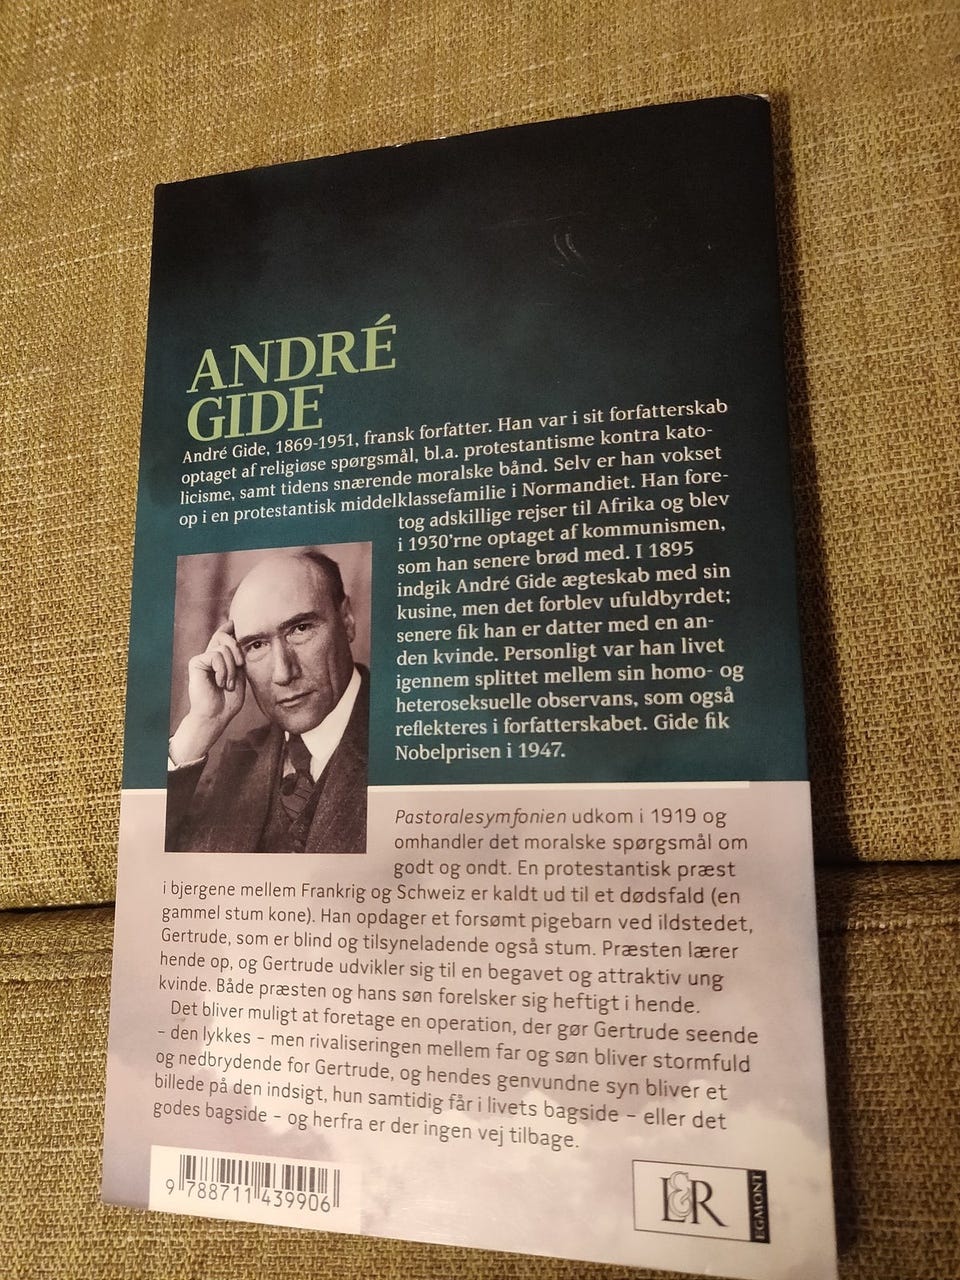 ANDRÉ
GIDE
André Gide, 1869-1951, fransk forfatter. Han var i sit forfatterskab
optaget af religiøse spørgsmål, bl.a. protestantisme kontra kato-
licisme, samt tidens snærende moralske bånd. Selv er han vokset
op i en protestantisk middelklassefamilie i Normandiet. Han fore-
tog adskillige rejser til Afrika og blev
i 1930'rne optaget af kommunismen,
som han senere brød med. I 1895
indgik André Gide ægteskab med sin
kusine, men det forblev ufuldbyrdet;
senere fik han er datter med en an-
den kvinde. Personligt var han livet
igennem splittet mellem sin homo- og
heteroseksuelle observans, som også
reflekteres i forfatterskabet. Gide fik
Nobelprisen i 1947.
Pastoralesymfonien udkom i 1919 og
omhandler det moralske spørgsmål om
godt og ondt. En protestantisk præst
i bjergene mellem Frankrig og Schweiz er kaldt ud til et dødsfald (en
gammel stum kone). Han opdager et forsømt pigebarn ved ildstedet,
Gertrude, som er blind og tilsyneladende også stum. Præsten lærer
hende op, og Gertrude udvikler sig til en begavet og attraktiv ung
kvinde. Både præsten og hans søn forelsker sig heftigt i hende.
Det bliver muligt at foretage en operation, der gør Gertrude seende
– den lykkes – men rivaliseringen mellem far og søn bliver stormfuld
og nedbrydende for Gertrude, og hendes genvundne syn bliver et
billede på den indsigt, hun samtidig får i livets bagside – eller det
godes bagside – og herfra er der ingen vej tilbage.
9 788711 439906
L&R
EGMONT